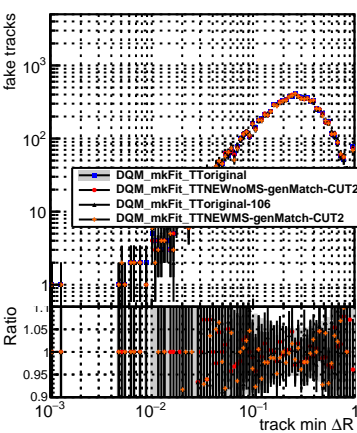 fake tracks
10³
10²
DQM_mkFit_TToriginal
DQM_mkFit_TTNEWnoMS-genMatch-CUT2
DQM_mkFit_TToriginal-106
DQM_mkFit_TTNEWMS-genMatch-CUT2
10
1
Ratio
1.1
1.05
1
0.95
0.9
10⁻³ 10⁻² 10⁻¹ 1
track min ΔR